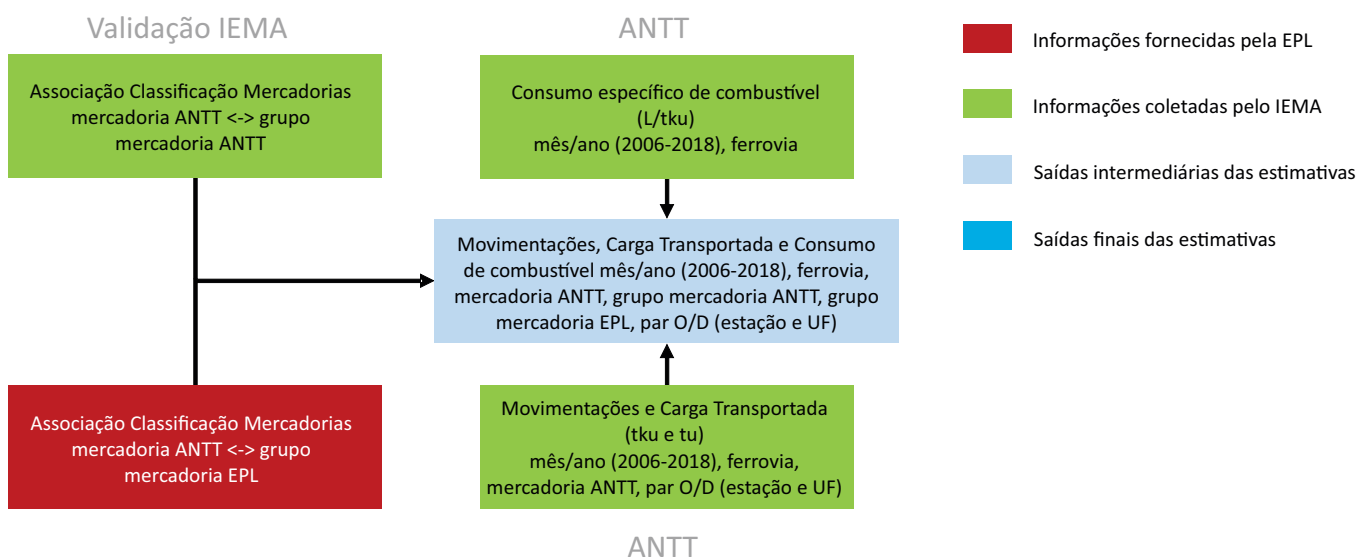 Validação IEMA
Associação Classificação Mercadorias
mercadoria ANTT <-> grupo
mercadoria ANTT
ANTT
Consumo específico de combustível
(L/tku)
mês/ano (2006-2018), ferrovia
Movimentações, Carga Transportada e Consumo
de combustível mês/ano (2006-2018), ferrovia,
mercadoria ANTT, grupo mercadoria ANTT, grupo
mercadoria EPL, par O/D (estação e UF)
Associação Classificação Mercadorias
mercadoria ANTT <-> grupo
mercadoria EPL
Movimentações e Carga Transportada
(tku e tu)
mês/ano (2006-2018), ferrovia,
mercadoria ANTT, par O/D (estação e UF)
ANTT
Informações fornecidas pela EPL
Informações coletadas pelo IEMA
Saídas intermediárias das estimativas
Saídas finais das estimativas